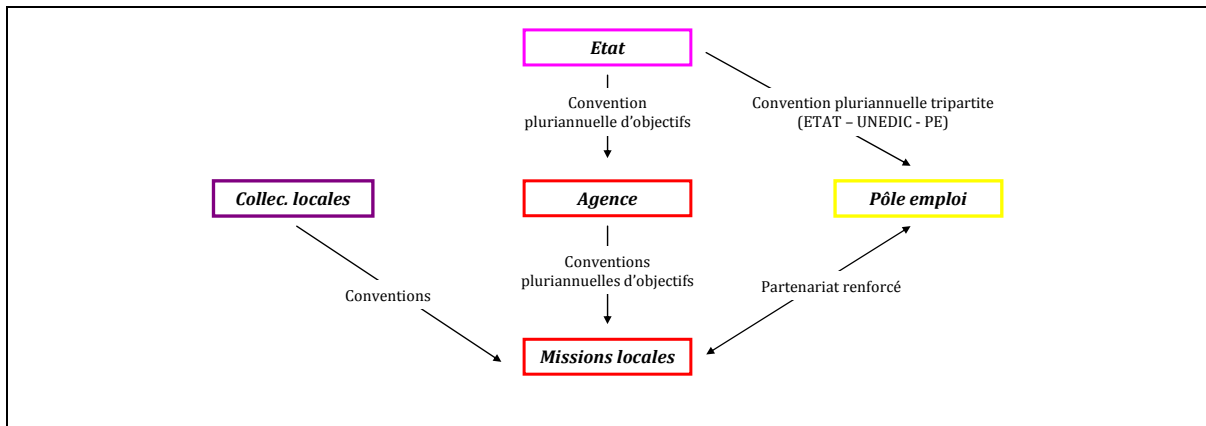 Etat
Convention
pluriannuelle d’objectifs
Convention pluriannuelle tripartite
(ETAT – UNEDIC - PE)
Collec. locales
Agence
Pôle emploi
Conventions
pluriannuelles d’objectifs
Conventions
Partenariat renforcé
Missions locales